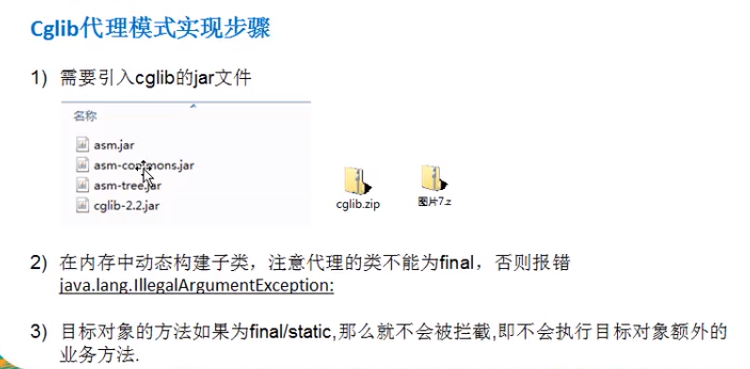 Cglib代理模式实现步骤
1) 需要引入cglib的jar文件
名称
asm.jar
asm-commons.jar
asm-tree.jar
cglib-2.2.jar
cglib.zip
图片7.z
2) 在内存中动态构建子类，注意代理的类不能为final，否则报错
java.lang.IllegalArgumentException:
3) 目标对象的方法如果为final/static,那么就不会被拦截,即不会执行目标对象额外的
业务方法.